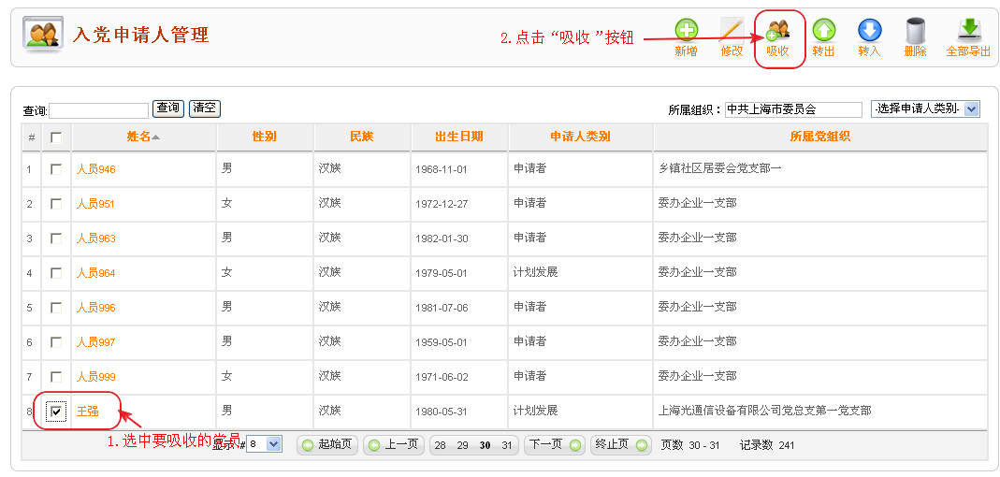 入党申请人管理
2.点击“吸收”按钮
新增 修改 吸收 转出 转入 删除 全部导出
查询: 查询 清空 所属组织： 中共上海市委员会 -选择申请人类别-
# 姓名 性别 民族 出生日期 申请人类别 所属党组织
1 人员946 男 汉族 1968-11-01 申请者 乡镇社区居委会党支部一
2 人员951 女 汉族 1972-12-27 申请者 委办企业一支部
3 人员963 男 汉族 1982-01-30 申请者 委办企业一支部
4 人员964 女 汉族 1979-05-01 计划发展 委办企业一支部
5 人员996 男 汉族 1981-07-06 申请者 委办企业一支部
6 人员997 男 汉族 1959-05-01 申请者 委办企业一支部
7 人员999 女 汉族 1971-06-02 申请者 委办企业一支部
8 王强 男 汉族 1980-05-31 计划发展 上海光通信设备有限公司党总支第一党支部
1.选中要吸收的党员
显示 # 8 起始页 上一页 28 29 30 31 下一页 终止页 页数 30 - 31 记录数 241